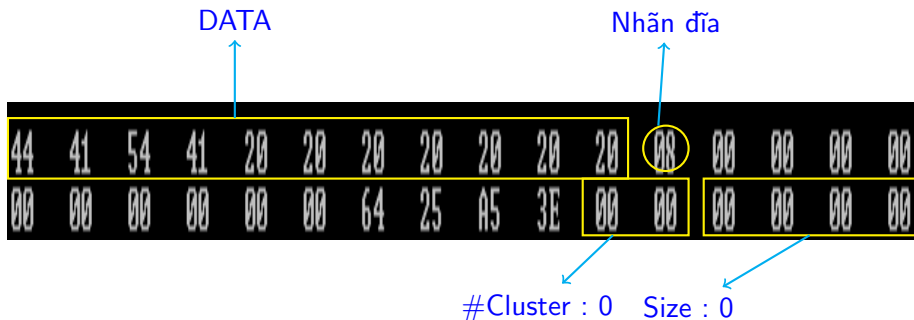 DATA
Nhãn đĩa
44 41 54 41 20 20 20 20 20 20 20 08 00 00 00 00
00 00 00 00 00 00 64 25 A5 3E 00 00 00 00 00 00
#Cluster : 0
Size : 0